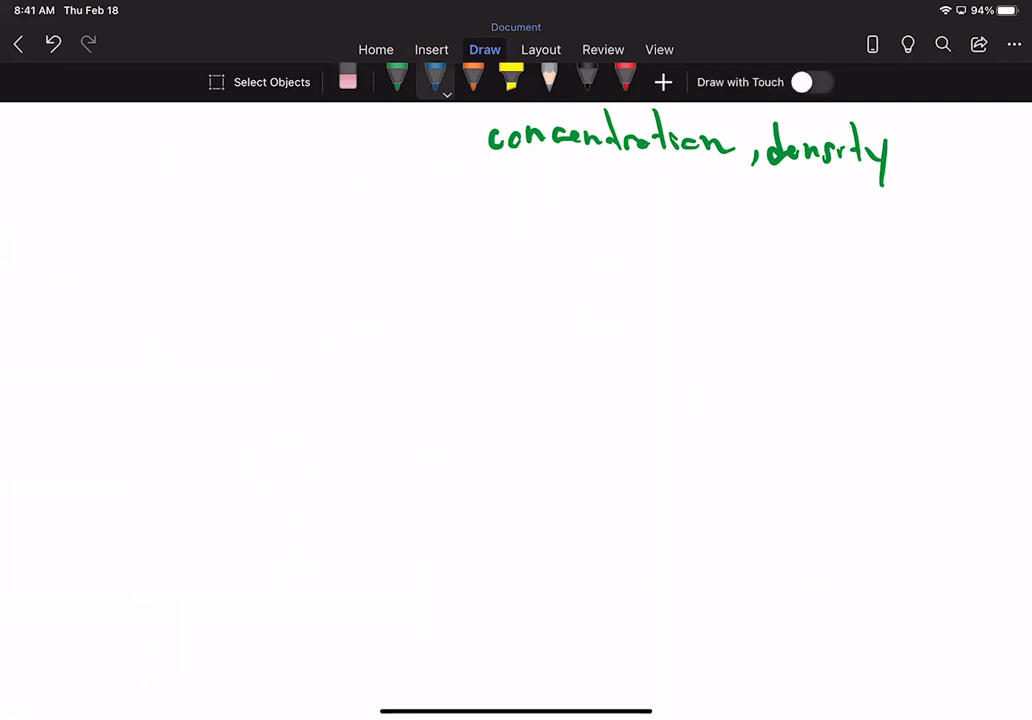 8:41 AM Thu Feb 18
94%
Document
Home Insert Draw Layout Review View
Select Objects
Draw with Touch
concentration, density